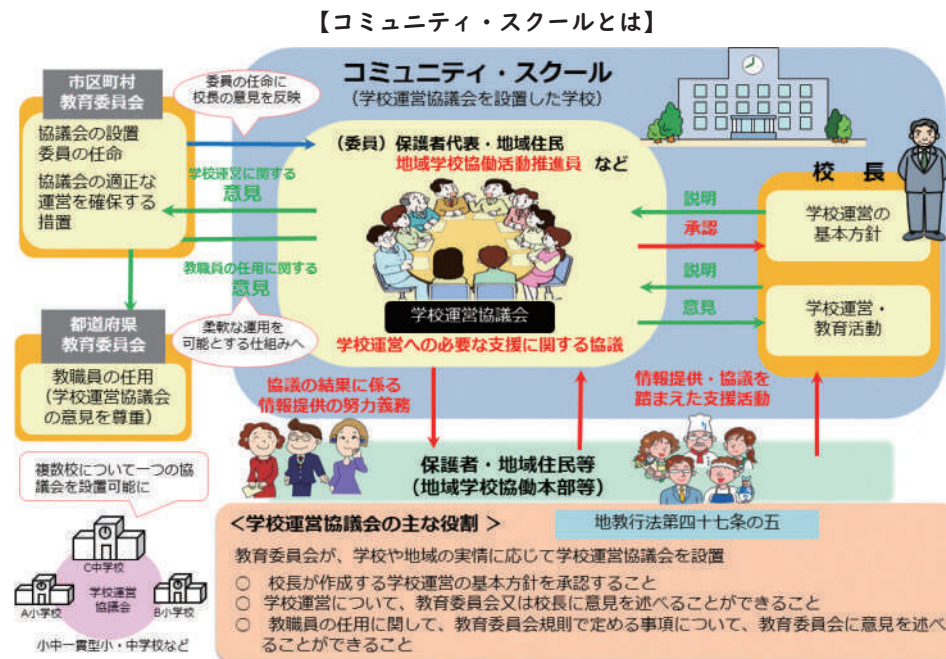 【コミュニティ・スクールとは】
市区町村
教育委員会
協議会の設置
委員の任命
協議会の適正な
運営を確保する
措置
委員の任命に
校長の意見を反映
コミュニティ・スクール
(学校運営協議会を設置した学校)
(委員)保護者代表・地域住民
地域学校協働活動推進員 など
学校運営に関する
意見
教職員の任用に関する
意見
柔軟な運用を
可能とする仕組みへ
学校運営協議会
学校運営への必要な支援に関する協議
校 長
説明
承認
学校運営の
基本方針
説明
意見
学校運営・
教育活動
都道府県
教育委員会
教職員の任用
(学校運営協議会
の意見を尊重)
協議の結果に係る
情報提供の努力義務
情報提供・協議を
踏まえた支援活動
保護者・地域住民等
(地域学校協働本部等)
複数校について一つの協
議会を設置可能に
C中学校
学校運営
協議会
A小学校
B小学校
小中一貫型小・中学校など
<学校運営協議会の主な役割 >
地教行法第四十七条の五
教育委員会が、学校や地域の実情に応じて学校運営協議会を設置
○ 校長が作成する学校運営の基本方針を承認すること
○ 学校運営について、教育委員会又は校長に意見を述べることができること
○ 教職員の任用に関して、教育委員会規則で定める事項について、教育委員会に意見を述べ
ることができること